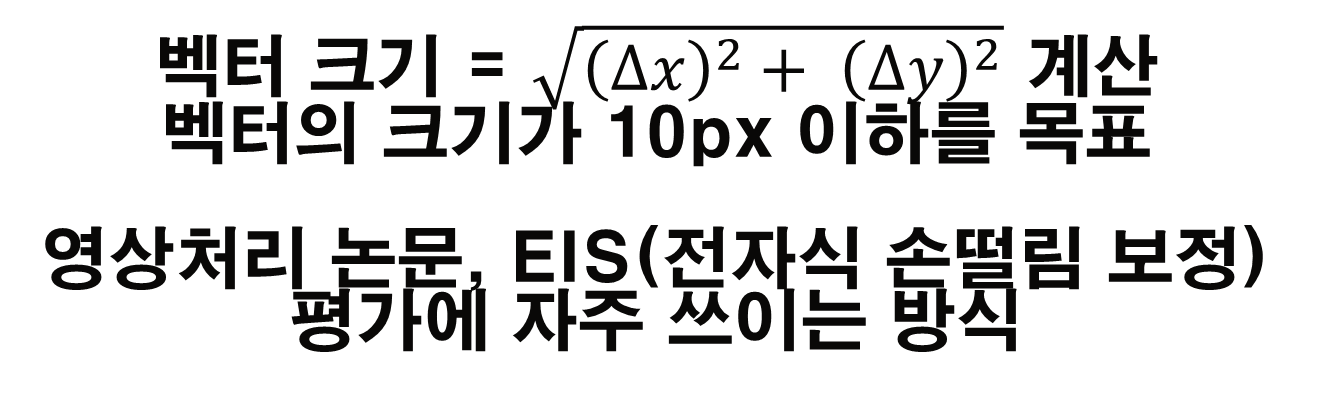 벡터 크기 = √((Δx)² + (Δy)²) 계산
벡터의 크기가 10px 이하를 목표
영상처리 논문, EIS(전자식 손떨림 보정)
평가에 자주 쓰이는 방식